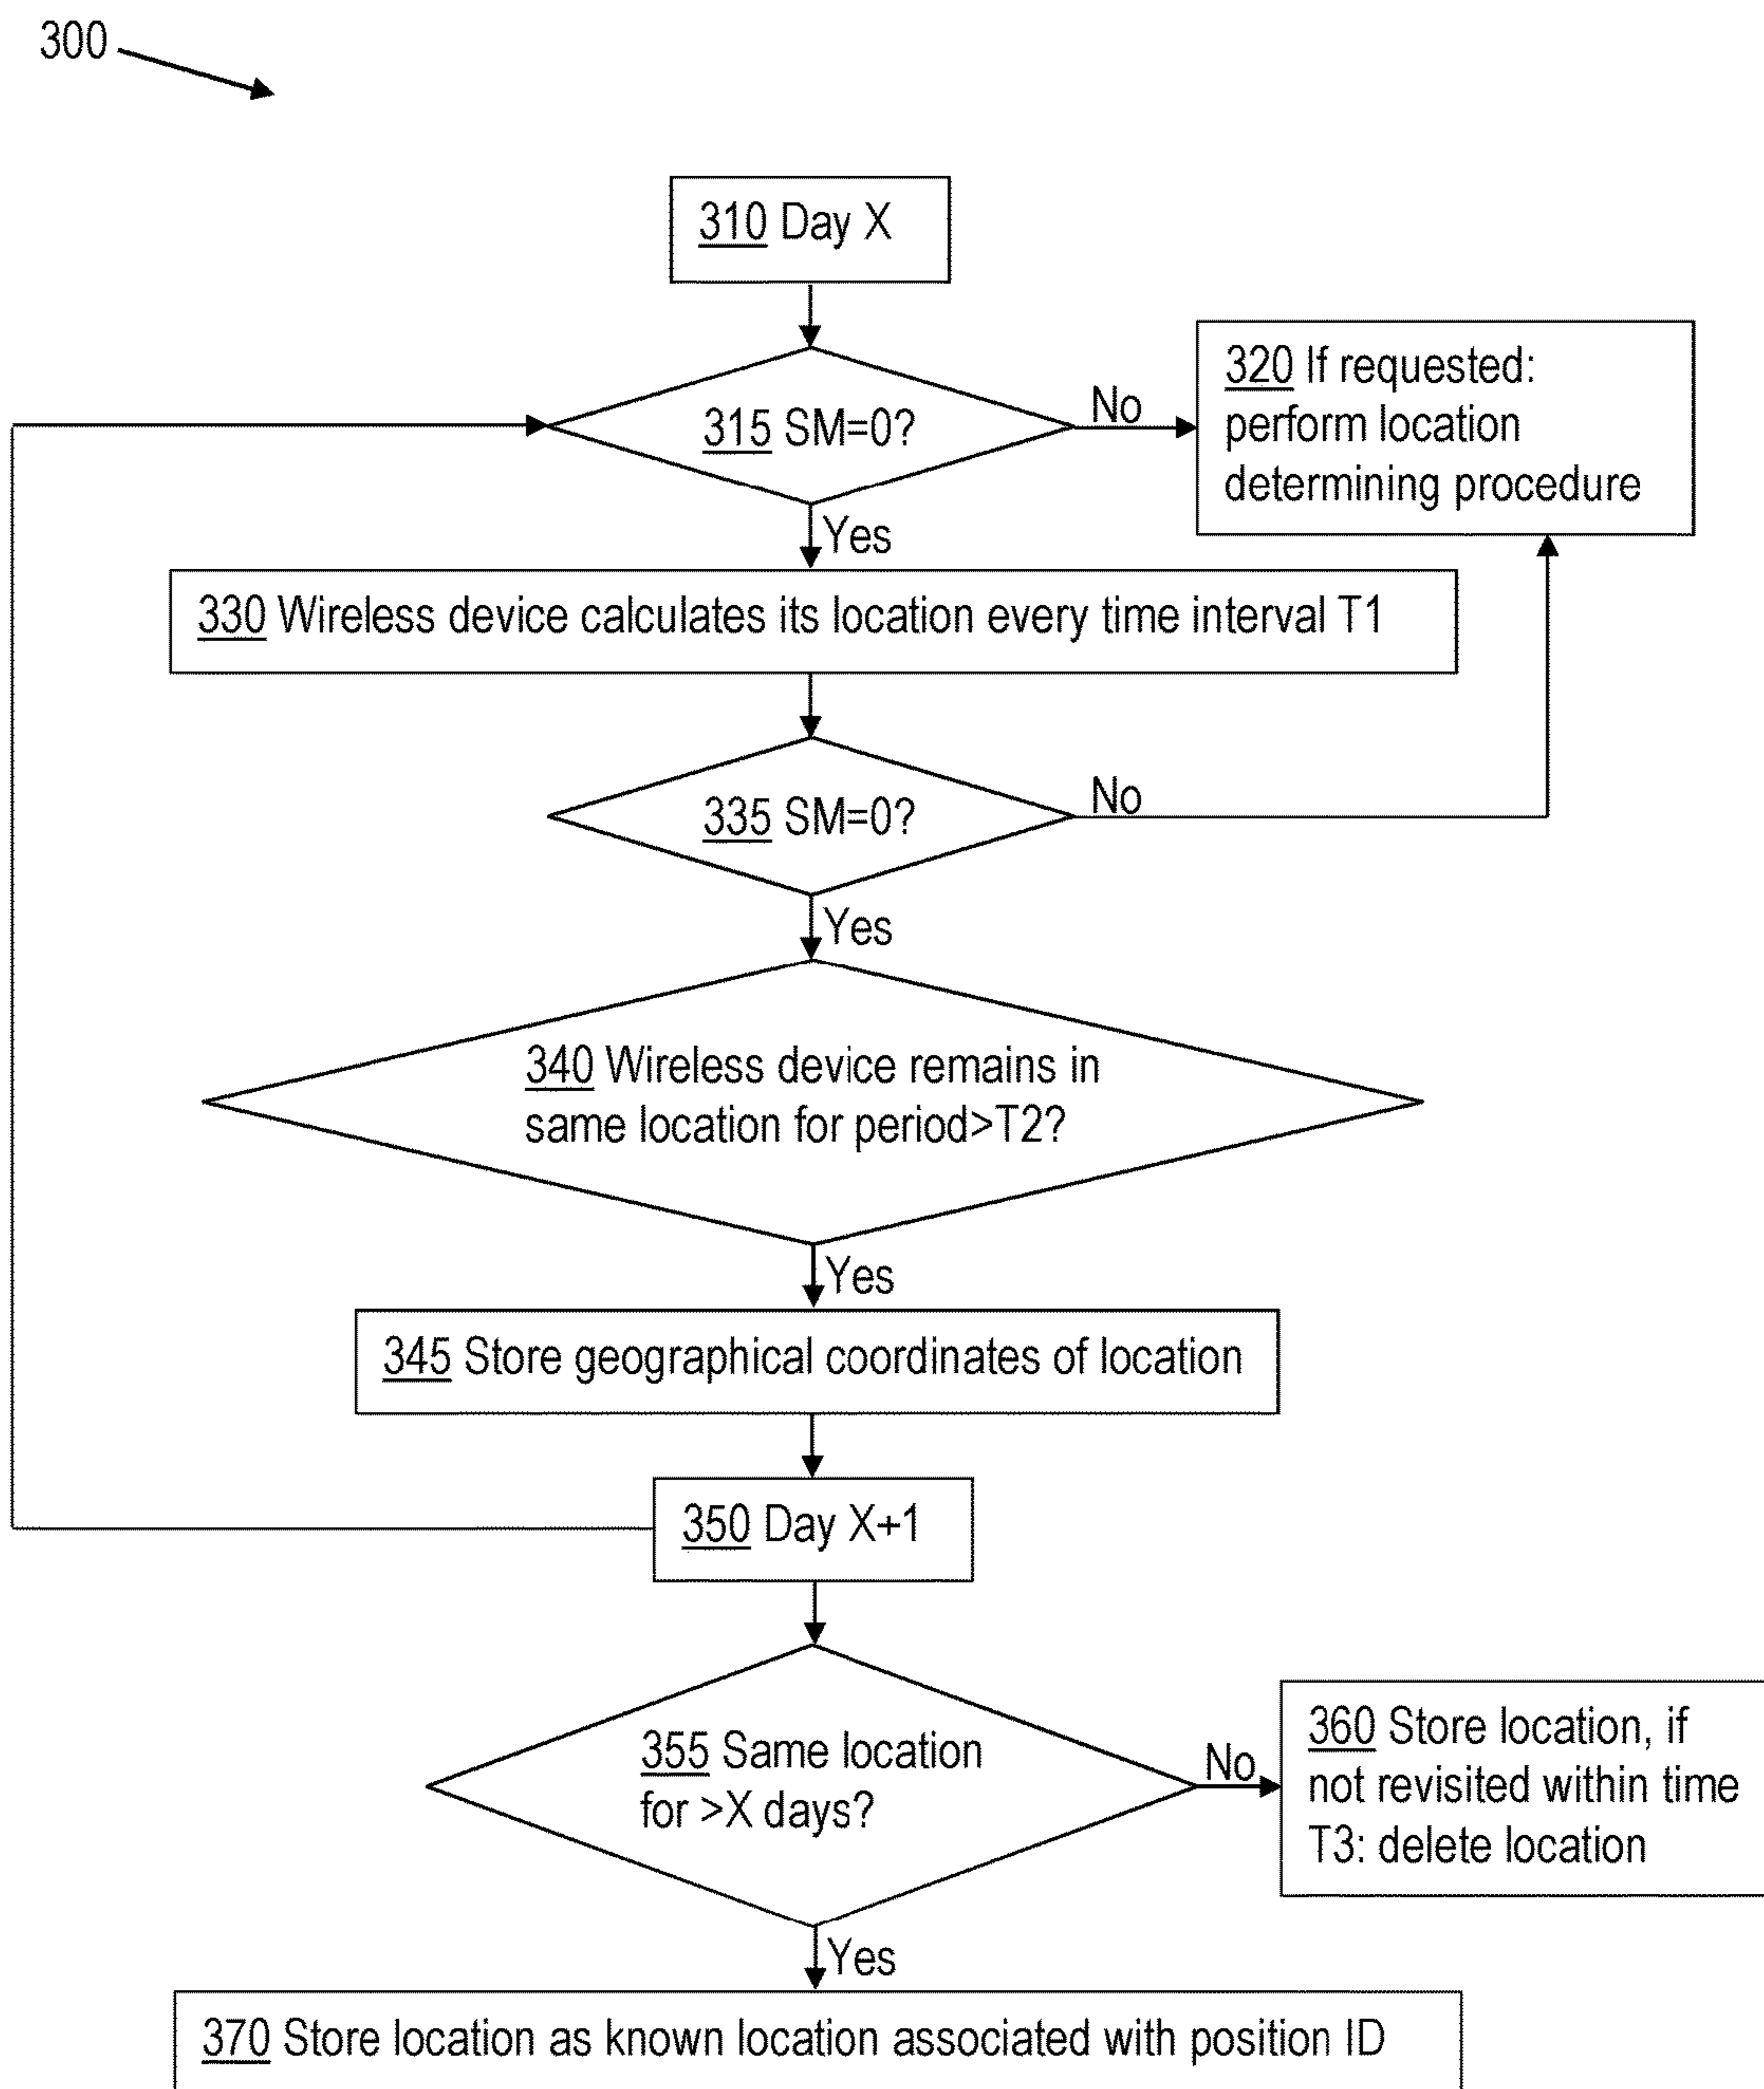 300
310 Day X
315 SM=0?
No
320 If requested:
perform location
determining procedure
Yes
330 Wireless device calculates its location every time interval T1
335 SM=0?
No
Yes
340 Wireless device remains in
same location for period>T2?
Yes
345 Store geographical coordinates of location
350 Day X+1
355 Same location
for >X days?
No
360 Store location, if
not revisited within time
T3: delete location
Yes
370 Store location as known location associated with position ID